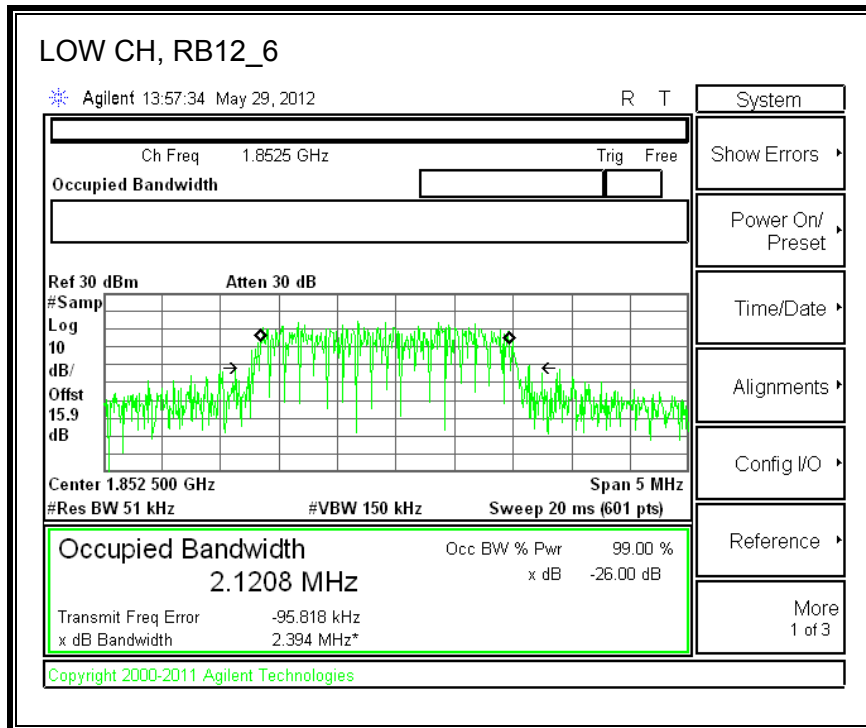 LOW CH, RB12_6
Agilent 13:57:34 May 29, 2012 R T
System
Ch Freq 1.8525 GHz Trig Free
Occupied Bandwidth
Show Errors
Power On/
Preset
Time/Date
Alignments
Config I/O
Reference
More
1 of 3
Ref 30 dBm Atten 30 dB
#Samp
Log
10
dB/
Offst
15.9
dB
Center 1.852 500 GHz Span 5 MHz
#Res BW 51 kHz #VBW 150 kHz Sweep 20 ms (601 pts)
Occupied Bandwidth
2.1208 MHz
Occ BW % Pwr 99.00 %
x dB -26.00 dB
Transmit Freq Error -95.818 kHz
x dB Bandwidth 2.394 MHz*
Copyright 2000-2011 Agilent Technologies